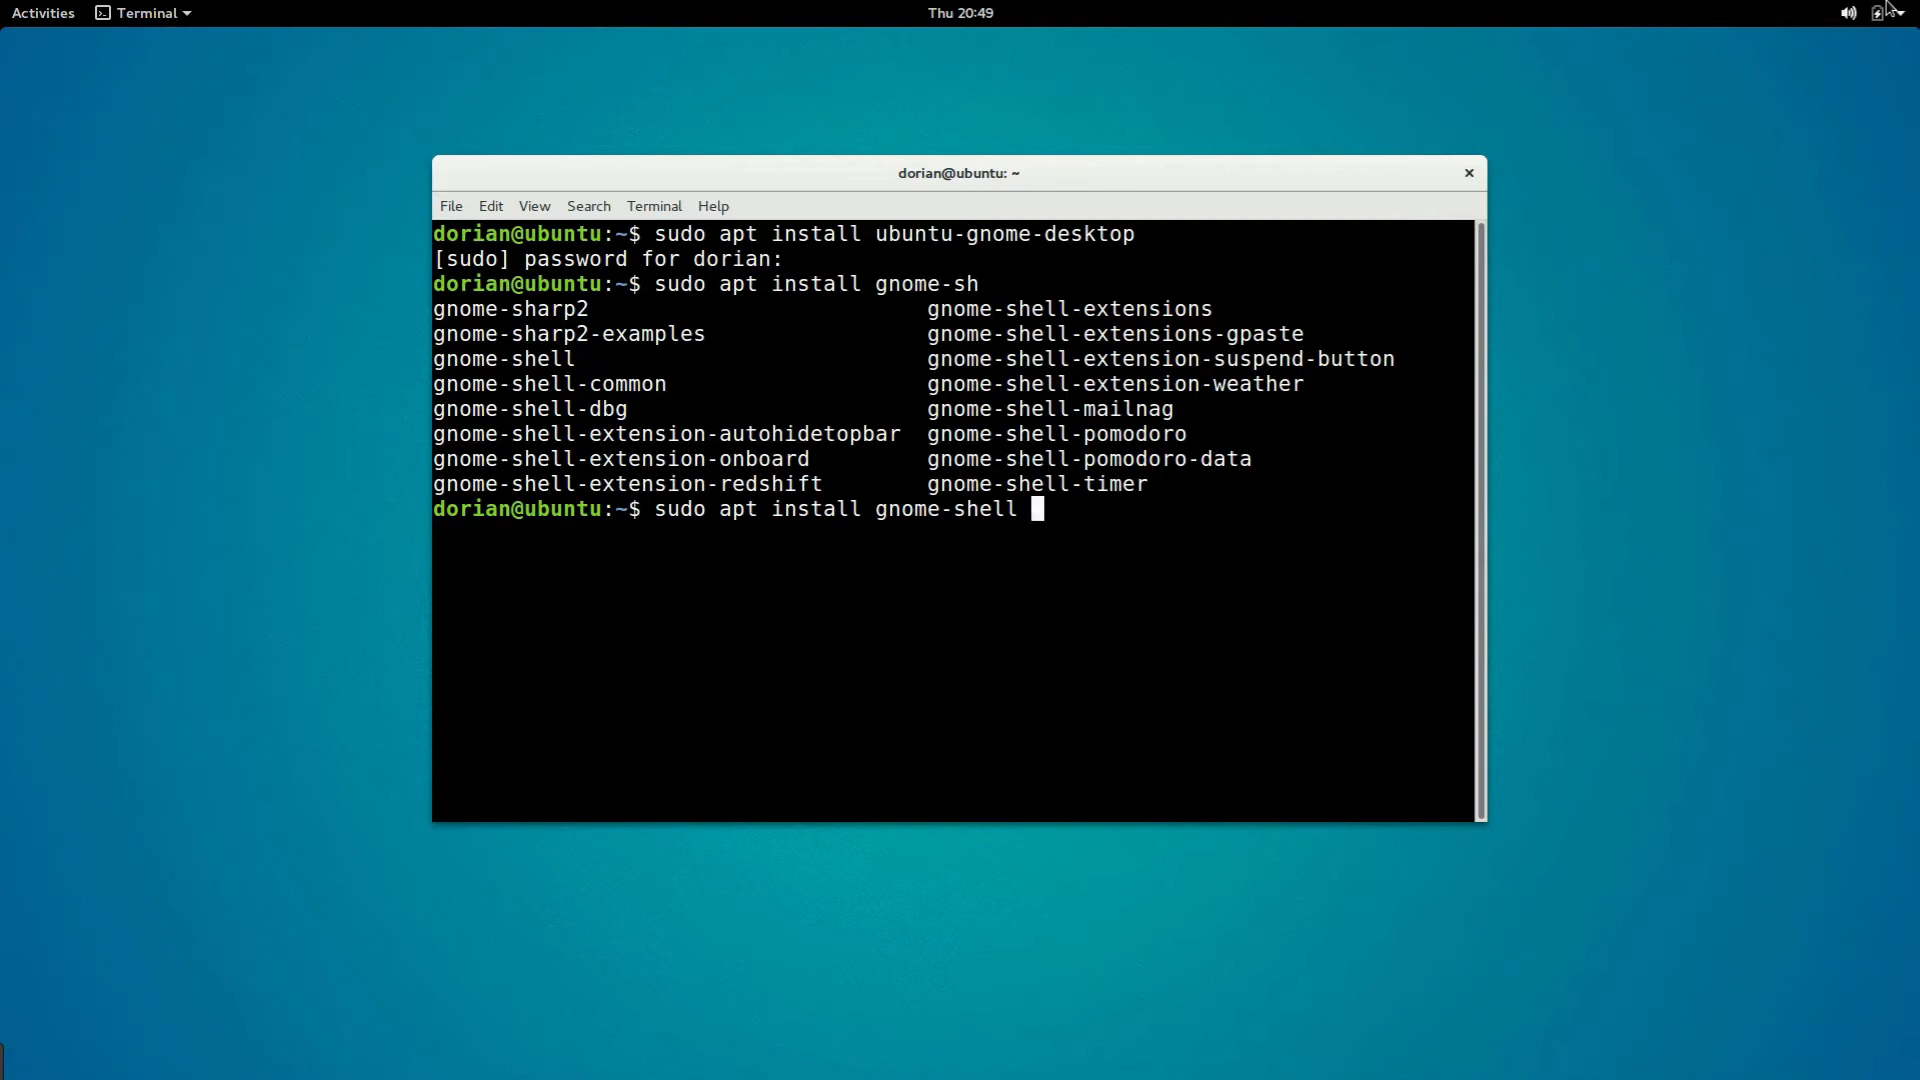 Activities Terminal Thu 20:49
dorian@ubuntu: ~ ×
File Edit View Search Terminal Help
dorian@ubuntu:~$ sudo apt install ubuntu-gnome-desktop
[sudo] password for dorian:
dorian@ubuntu:~$ sudo apt install gnome-sh
gnome-sharp2 gnome-shell-extensions
gnome-sharp2-examples gnome-shell-extensions-gpaste
gnome-shell gnome-shell-extension-suspend-button
gnome-shell-common gnome-shell-extension-weather
gnome-shell-dbg gnome-shell-mailnag
gnome-shell-extension-autohidetopbar gnome-shell-pomodoro
gnome-shell-extension-onboard gnome-shell-pomodoro-data
gnome-shell-extension-redshift gnome-shell-timer
dorian@ubuntu:~$ sudo apt install gnome-shell